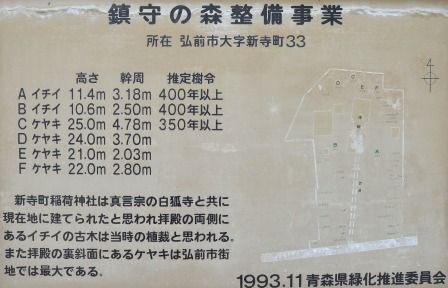 鎮守の森整備事業
所在 弘前市大字新寺町33
高さ 幹周 推定樹令
A イチイ 11.4m 3.18m 400年以上
B イチイ 10.6m 2.50m 400年以上
C ケヤキ 25.0m 4.78m 350年以上
D ケヤキ 24.0m 3.70m
E ケヤキ 21.0m 2.03m
F ケヤキ 22.0m 2.80m
新寺町稲荷神社は真言宗の白狐寺と共に
現在地に建てられたと思われ拝殿の両側に
あるイチイの古木は当時の植裁と思われる。
また拝殿の裏斜面にあるケヤキは弘前市街
地では最大である。
1993.11 青森県緑化推進委員会